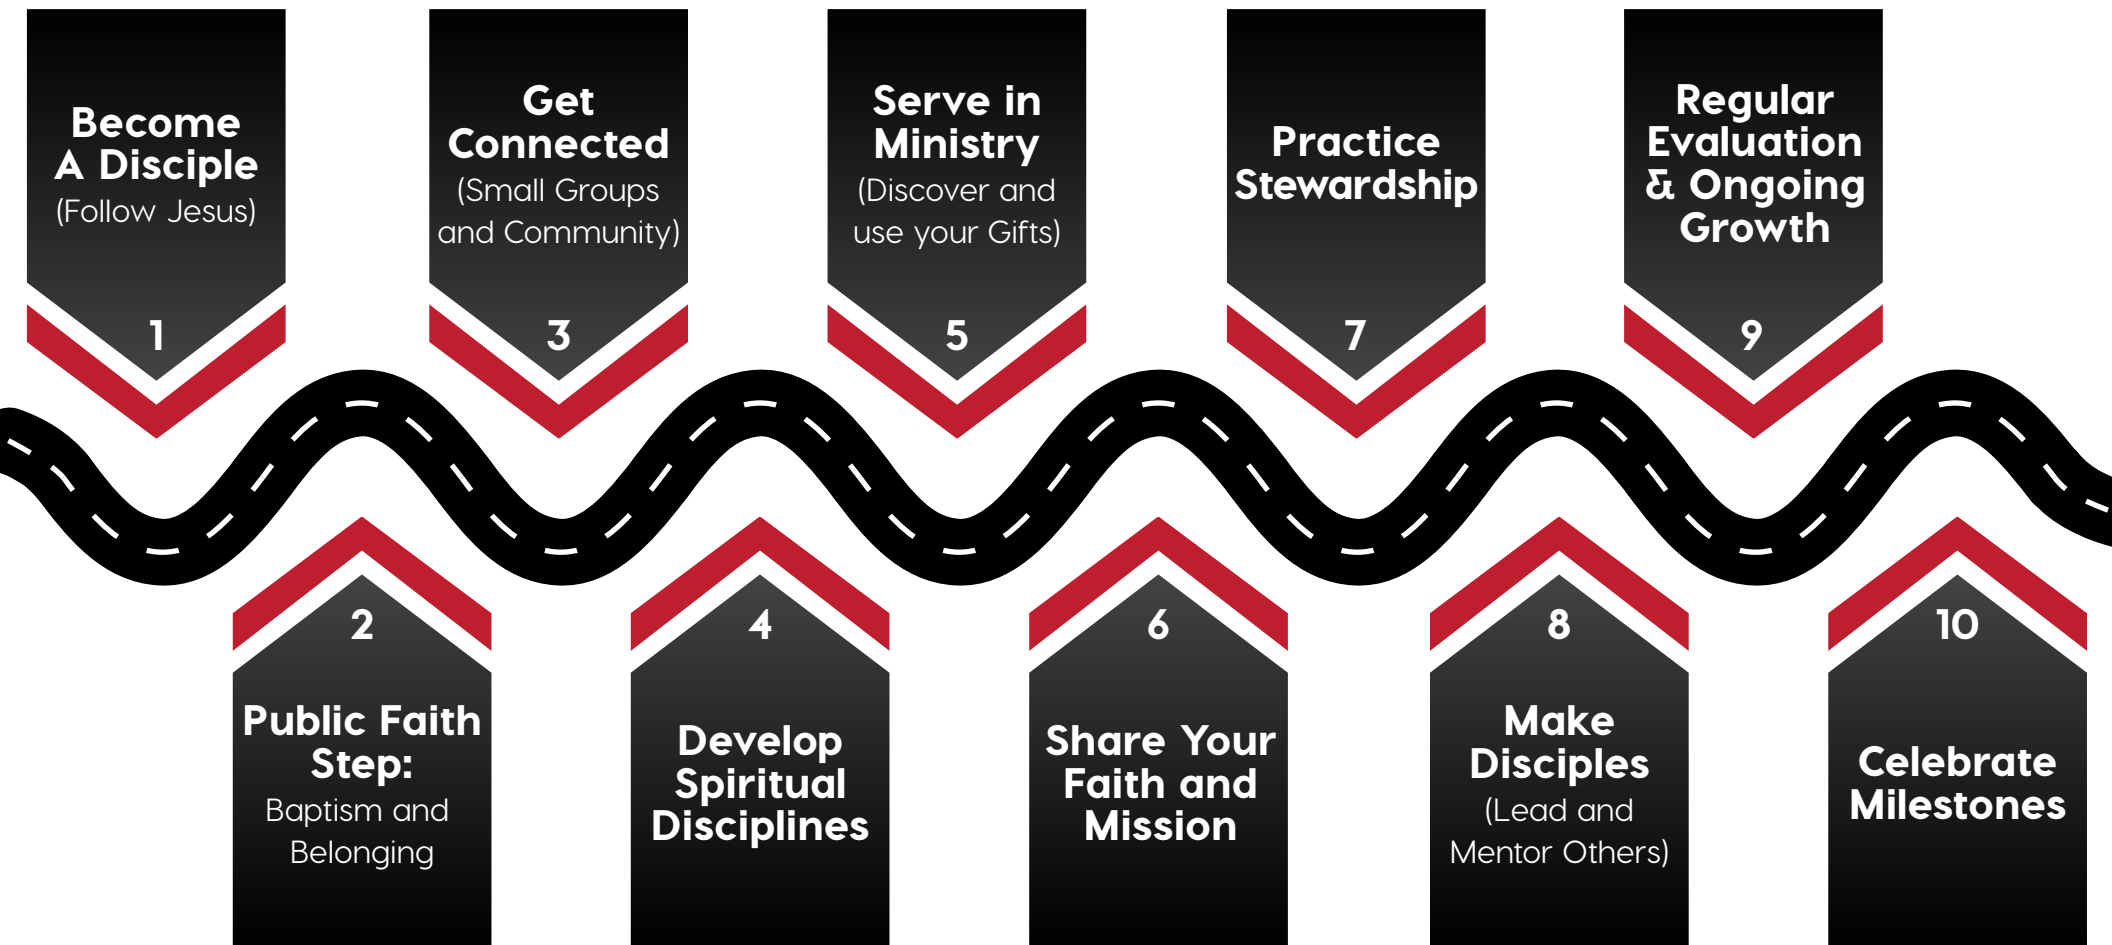 Become
A Disciple
(Follow Jesus)
1
2
Public Faith
Step:
Baptism and
Belonging
Get
Connected
(Small Groups
and Community)
3
4
Develop
Spiritual
Disciplines
Serve in
Ministry
(Discover and
use your Gifts)
5
6
Share Your
Faith and
Mission
Practice
Stewardship
7
8
Make
Disciples
(Lead and
Mentor Others)
Regular
Evaluation
& Ongoing
Growth
9
10
Celebrate
Milestones